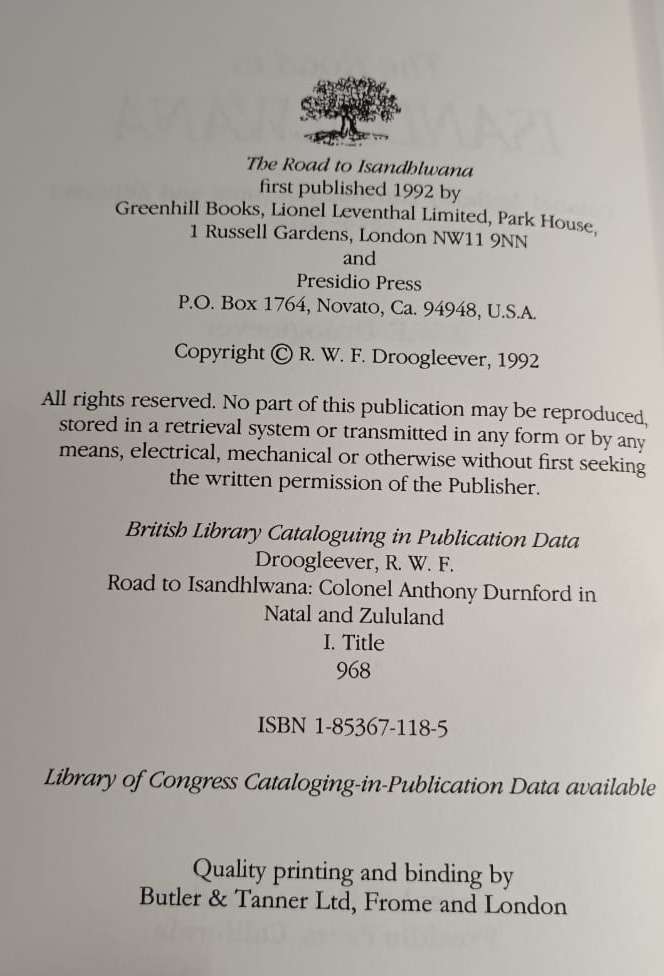 The Road to Isandhlwana
first published 1992 by
Greenhill Books, Lionel Leventhal Limited, Park House,
1 Russell Gardens, London NW11 9NN
and
Presidio Press
P.O. Box 1764, Novato, Ca. 94948, U.S.A.
Copyright © R. W. F. Droogleever, 1992
All rights reserved. No part of this publication may be reproduced,
stored in a retrieval system or transmitted in any form or by any
means, electrical, mechanical or otherwise without first seeking
the written permission of the Publisher.
British Library Cataloguing in Publication Data
Droogleever, R. W. F.
Road to Isandhlwana: Colonel Anthony Durnford in
Natal and Zululand
I. Title
968
ISBN 1-85367-118-5
Library of Congress Cataloging-in-Publication Data available
Quality printing and binding by
Butler & Tanner Ltd, Frome and London